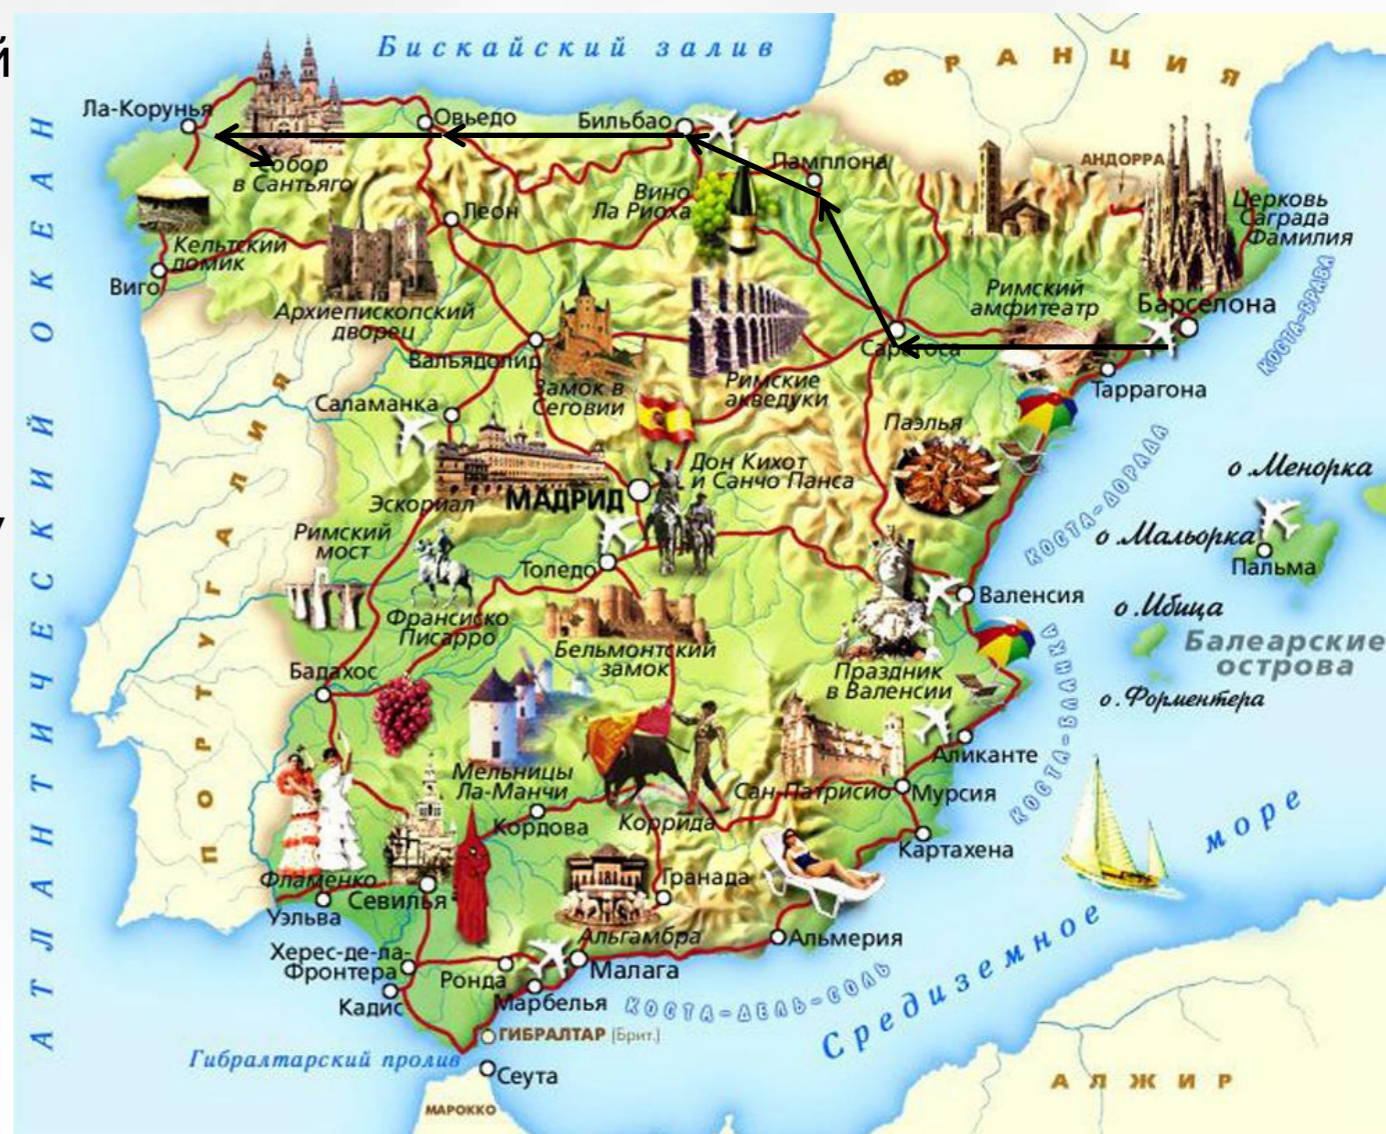 й
у
Бискайский залив
ФРАНЦИЯ
АТЛАНТИЧЕСКИЙ ОКЕАН
Ла-Корунья
Овьедо
Бильбао
Памплона
АНДОРРА
обор
в Сантьяго
Вино
Ла Риоха
Церковь
Саграда
Фамилия
Леон
Кельтский
домик
Виго
Архиепископский
дворец
Римский
амфитеатр
Барселона
КОСТА-БРАВА
Вальядолид
Сарагоса
Таррагона
Замок в
Сеговии
Римские
акведуки
Саламанка
Паэлья
ПОРТУГАЛИЯ
Эскориал
МАДРИД
Дон Кихот
и Санчо Панса
КОСТА-ДОРАДА
о.Менорка
о.Мальорка
Пальма
Римский
мост
Толедо
Франсиско
Писарро
Бельмонтский
замок
Валенсия
о.Ибица
Балеарские
острова
о.Форментера
Бадахос
Праздник
в Валенсии
КОСТА-БЛАНКА
Аликанте
Мельницы
Ла-Манчи
Сан-Патрисио
Мурсия
Кордова
Коррида
Картахена
Средиземное море
Фламенко
Севилья
Гранада
Уэльва
Альгамбра
Альмерия
Херес-де-ла-
Фронтера
Ронда
Малага
Кадис
Марбелья
КОСТА-ДЕЛЬ-СОЛЬ
ГИБРАЛТАР (Брит.)
Гибралтарский пролив
Сеута
МАРОККО
АЛЖИР